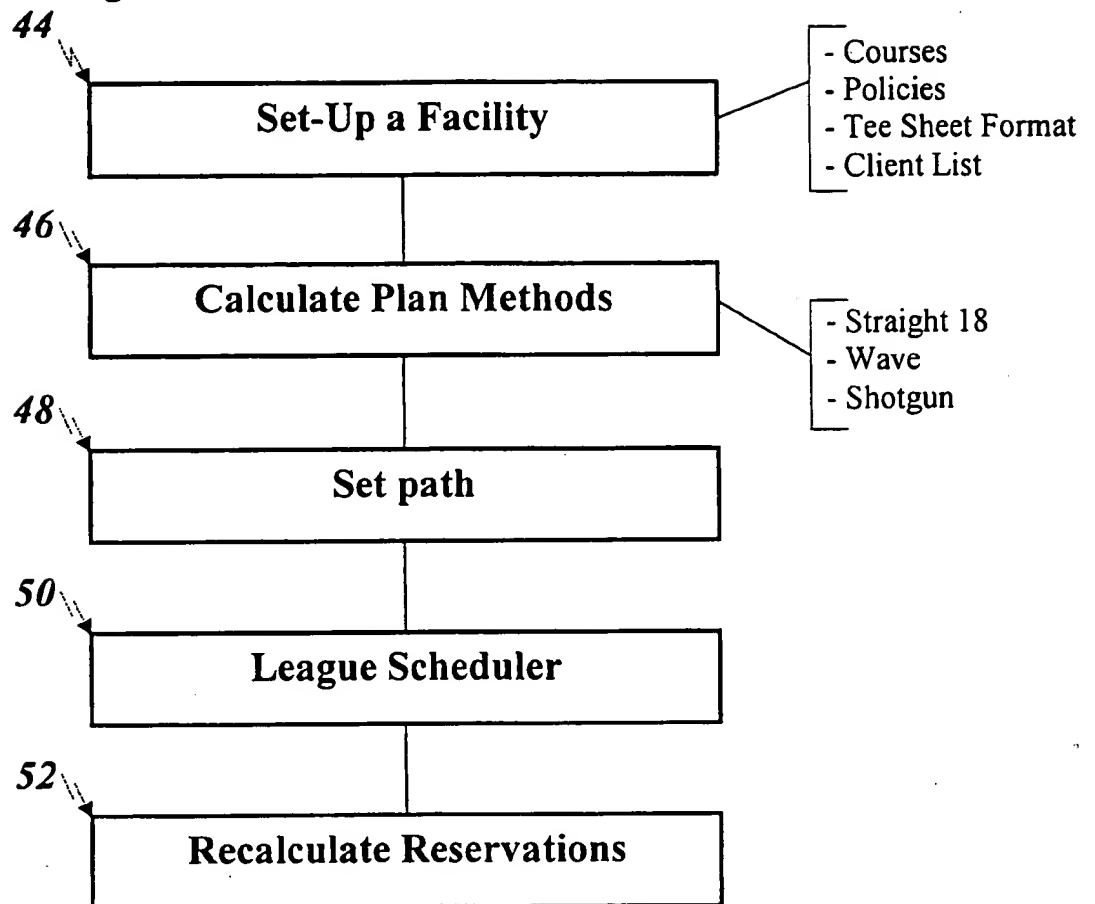 44
Set-Up a Facility
- Courses
- Policies
- Tee Sheet Format
- Client List
46
Calculate Plan Methods
- Straight 18
- Wave
- Shotgun
48
Set path
50
League Scheduler
52
Recalculate Reservations